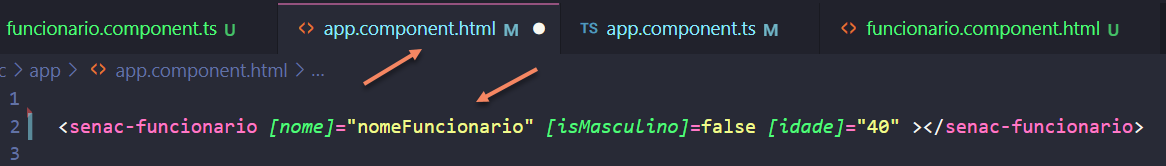 funcionario.component.ts U <> app.component.html M ● TS app.component.ts M <> funcionario.component.html U
c > app > <> app.component.html > ...
1
2 <senac-funcionario [nome]="nomeFuncionario" [isMasculino]=false [idade]="40" ></senac-funcionario>
3